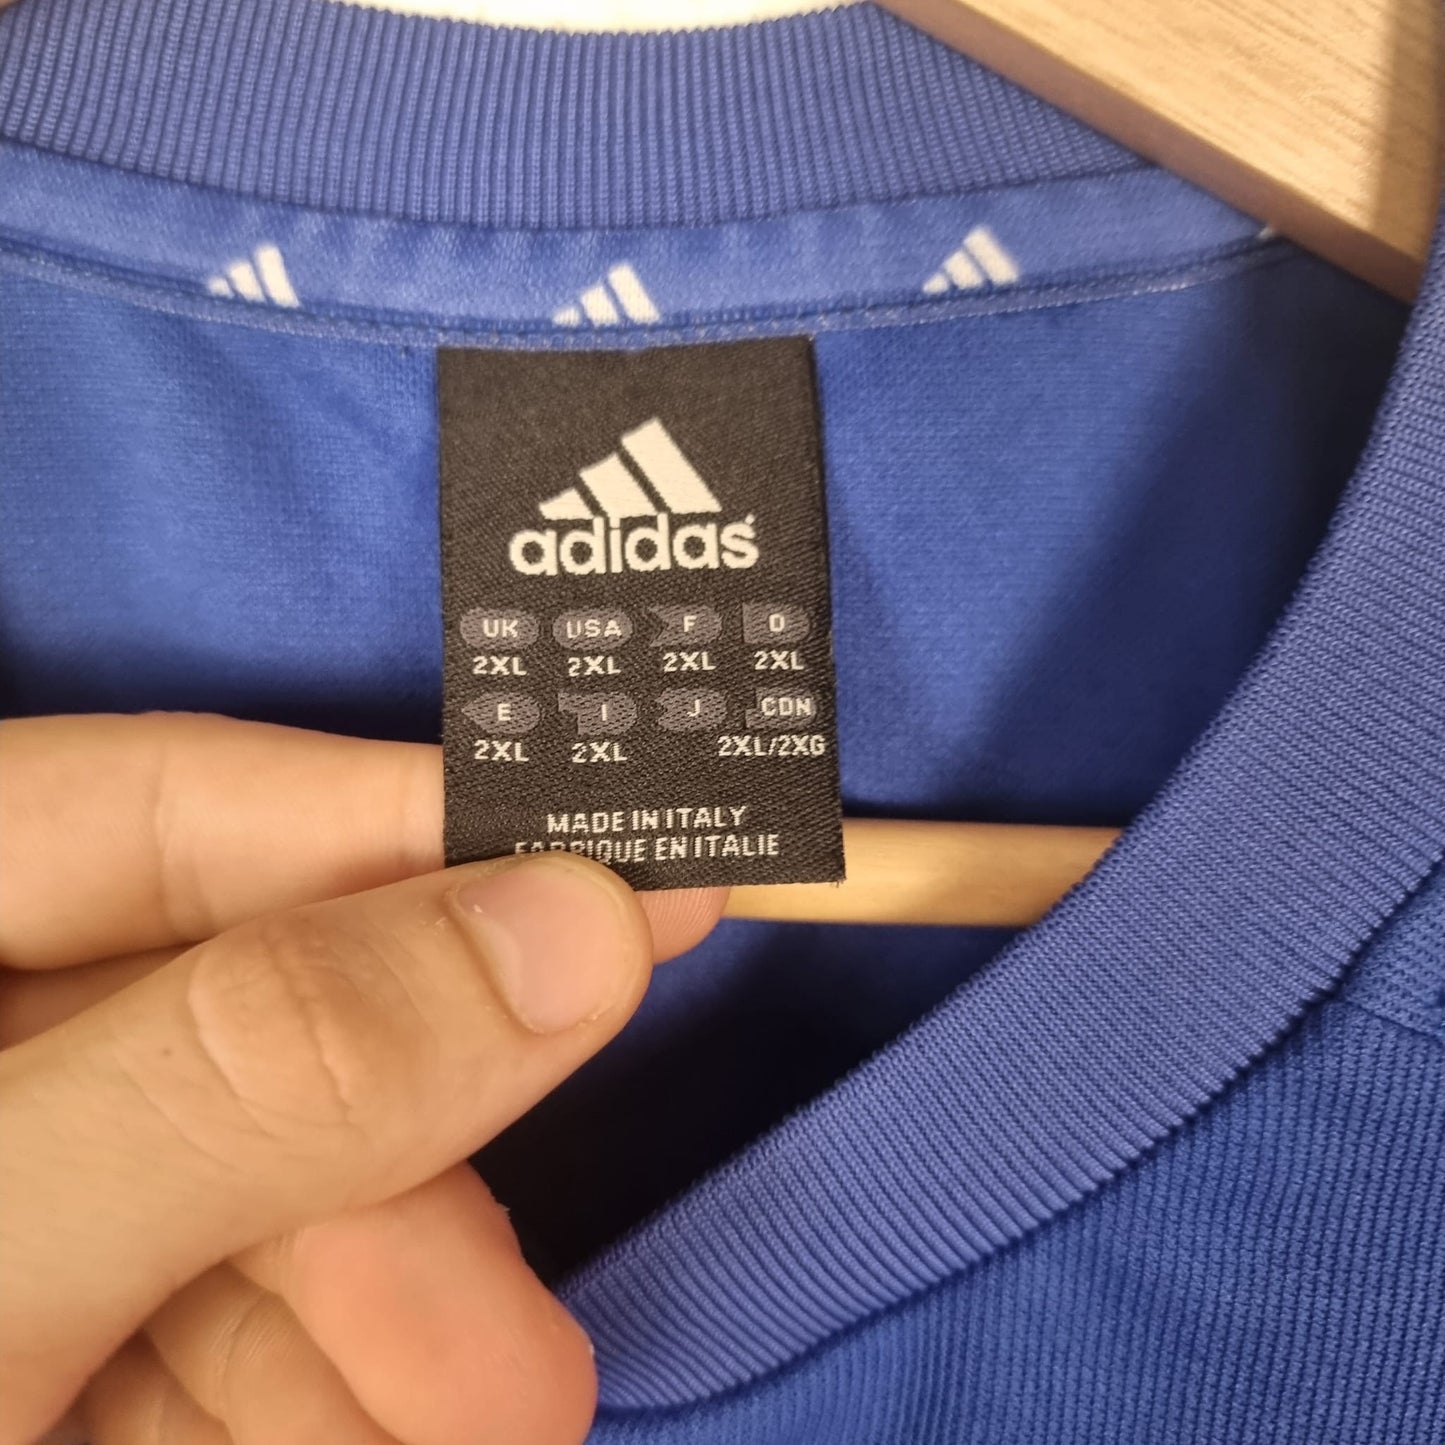 adidas
UK USA F D
2XL 2XL 2XL 2XL
E I J CDN
2XL 2XL 2XL/2XG
MADE IN ITALY
FABRIQUE EN ITALIE